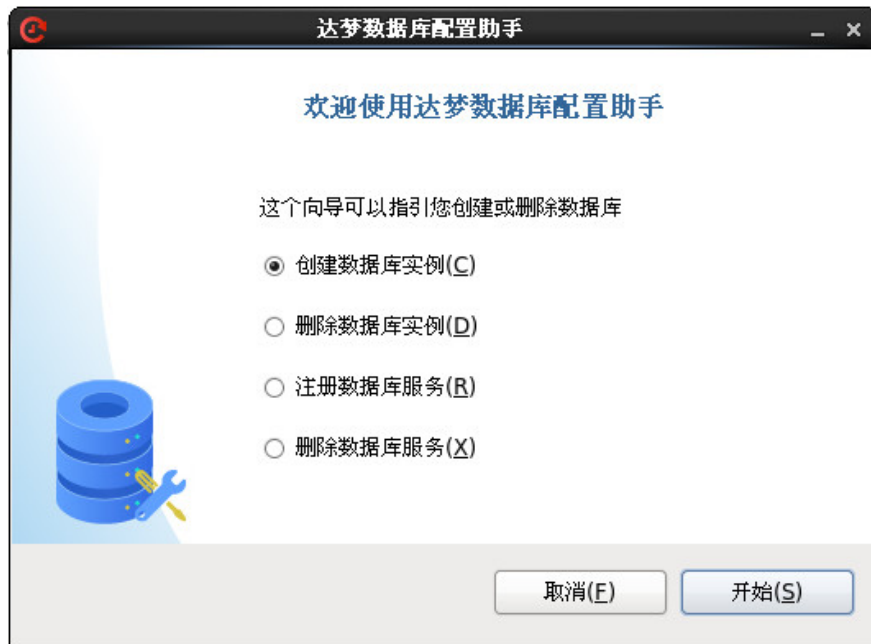 达梦数据库配置助手
欢迎使用达梦数据库配置助手
这个向导可以指引您创建或删除数据库
创建数据库实例(C)
删除数据库实例(D)
注册数据库服务(R)
删除数据库服务(X)
取消(F) 开始(S)